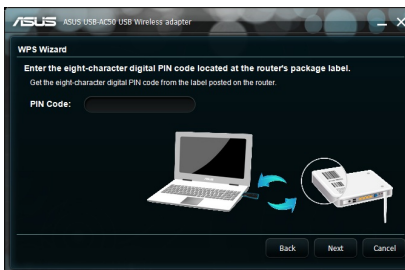 ASUS ASUS USB-AC50 USB Wireless adapter
WPS Wizard
Enter the eight-character digital PIN code located at the router's package label.
Get the eight-character digital PIN code from the label posted on the router.
PIN Code:
Back Next Cancel